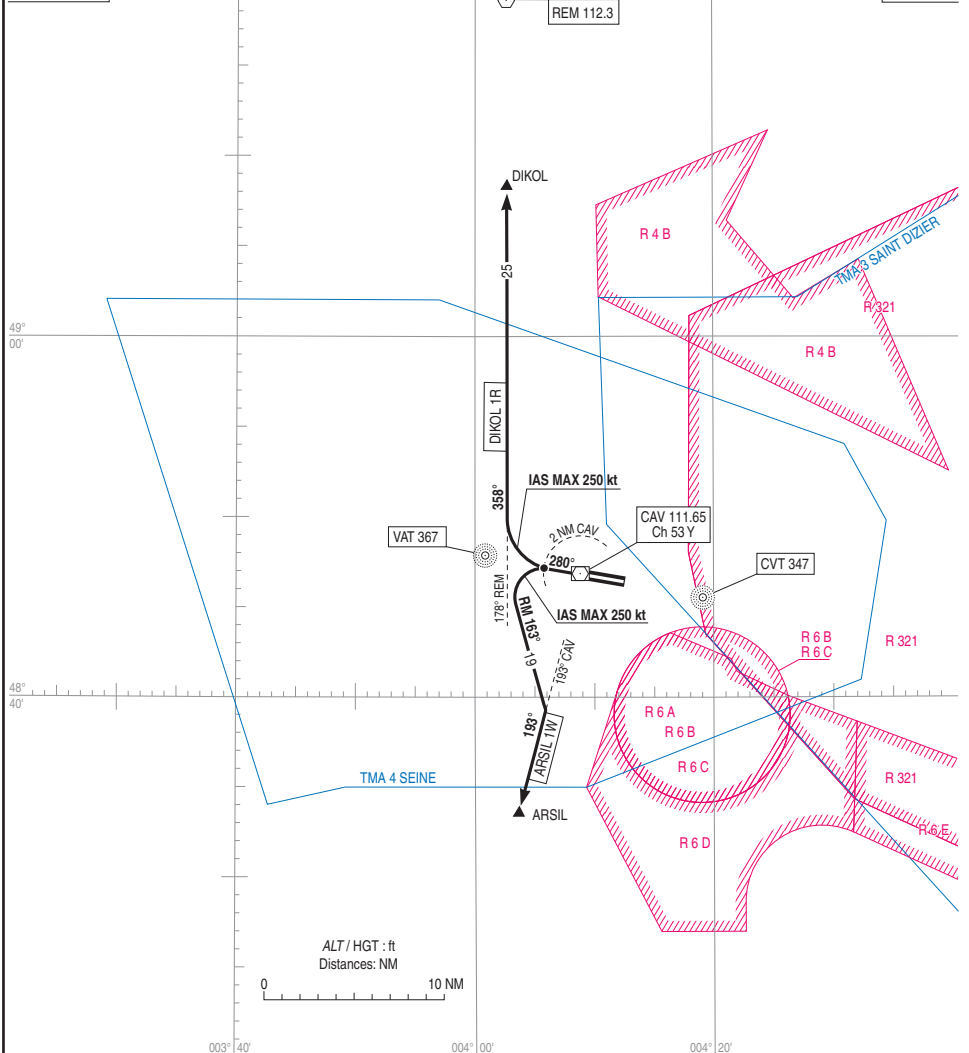 REM 112.3
DIKOL
R 4 B
TMA 3 SAINT DIZIER
25
R 321
49°
00'
R 4 B
DIKOL 1R
IAS MAX 250 kt
358°
CAV 111.65
Ch 53 Y
2 NM CAV
VAT 367
280°
CVT 347
178° REM
IAS MAX 250 kt
RM 163°
R 6 B
R 6 C
R 321
19
193° CAV
48°
40'
R 6 A
R 6 B
193°
ARSIL 1W
R 6 C
TMA 4 SEINE
R 321
ARSIL
R 6 E
R 6 D
ALT / HGT : ft
Distances: NM
0
10 NM
003° 40'
004° 00'
004° 20'